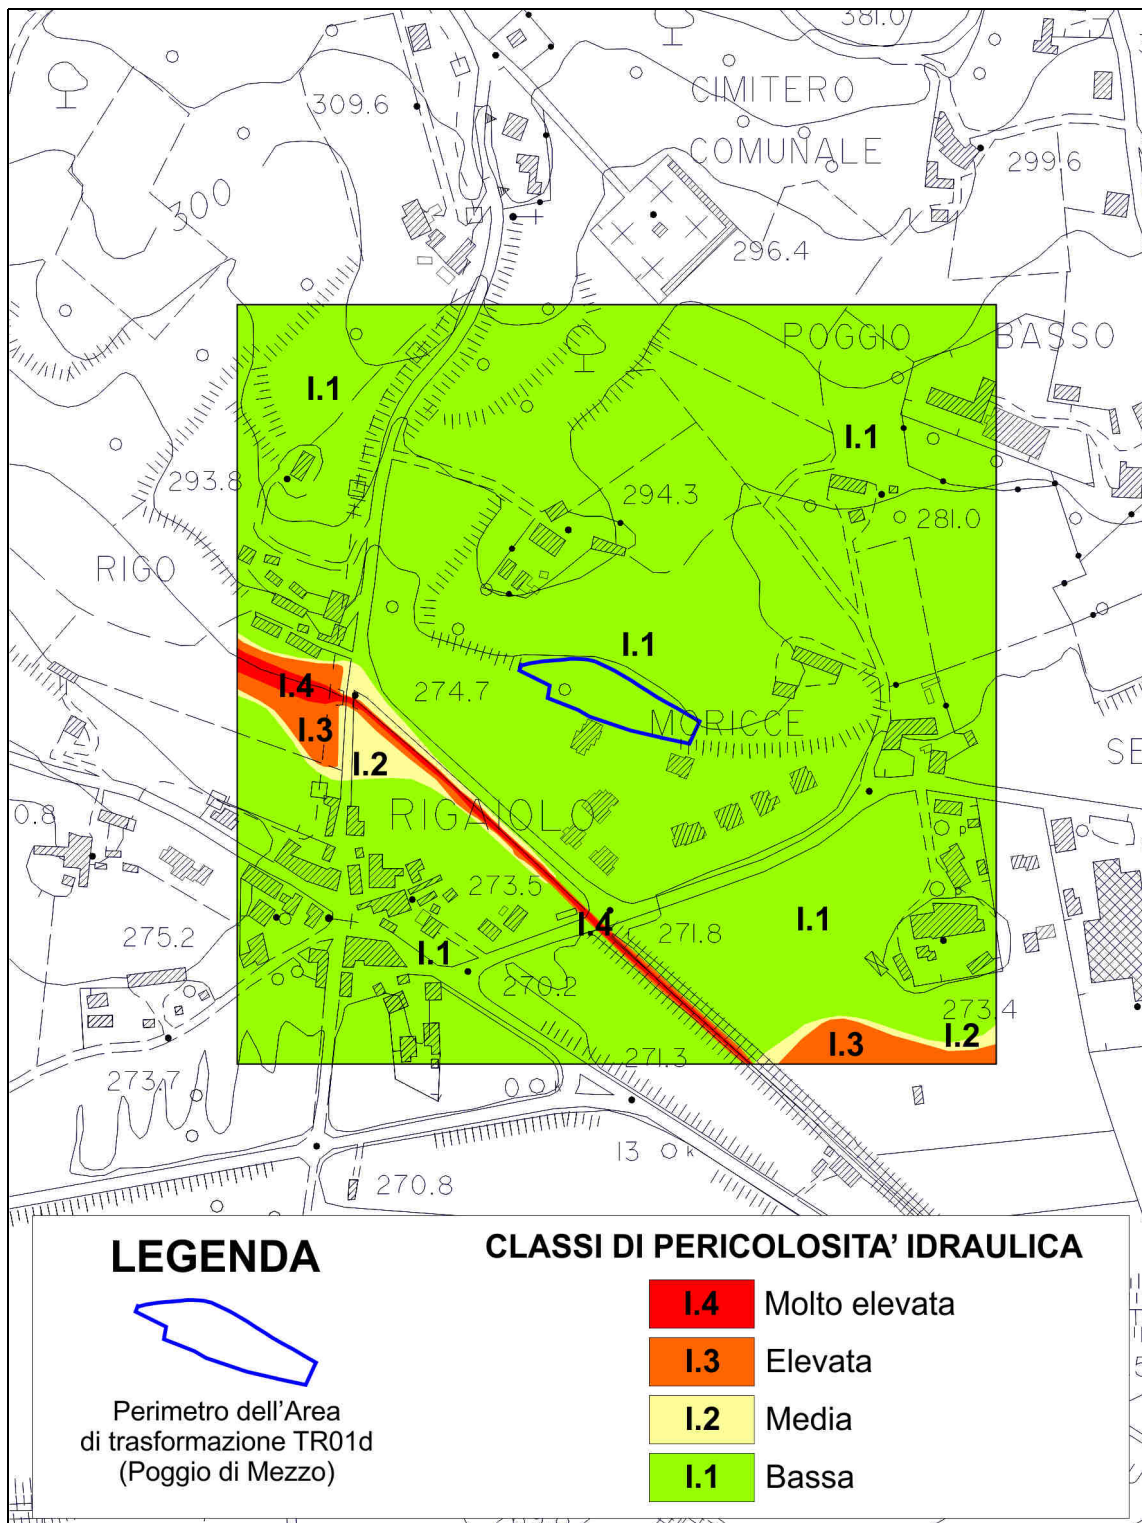 381.0
309.6
CIMITERO
COMUNALE
299.6
300
296.4
POGGIO BASSO
I.1
I.1
293.8
294.3
281.0
RIGO
I.1
I.4
274.7
I.3
MORICCE
I.2
SE
0.8
RIGAIOLO
273.5
I.4
I.1
271.8
275.2
I.1
270.2
273.4
I.2
I.3
271.3
273.7
0
13
k
270.8
LEGENDA
Perimetro dell'Area
di trasformazione TR01d
(Poggio di Mezzo)
CLASSI DI PERICOLOSITA' IDRAULICA
I.4 Molto elevata
I.3 Elevata
I.2 Media
I.1 Bassa